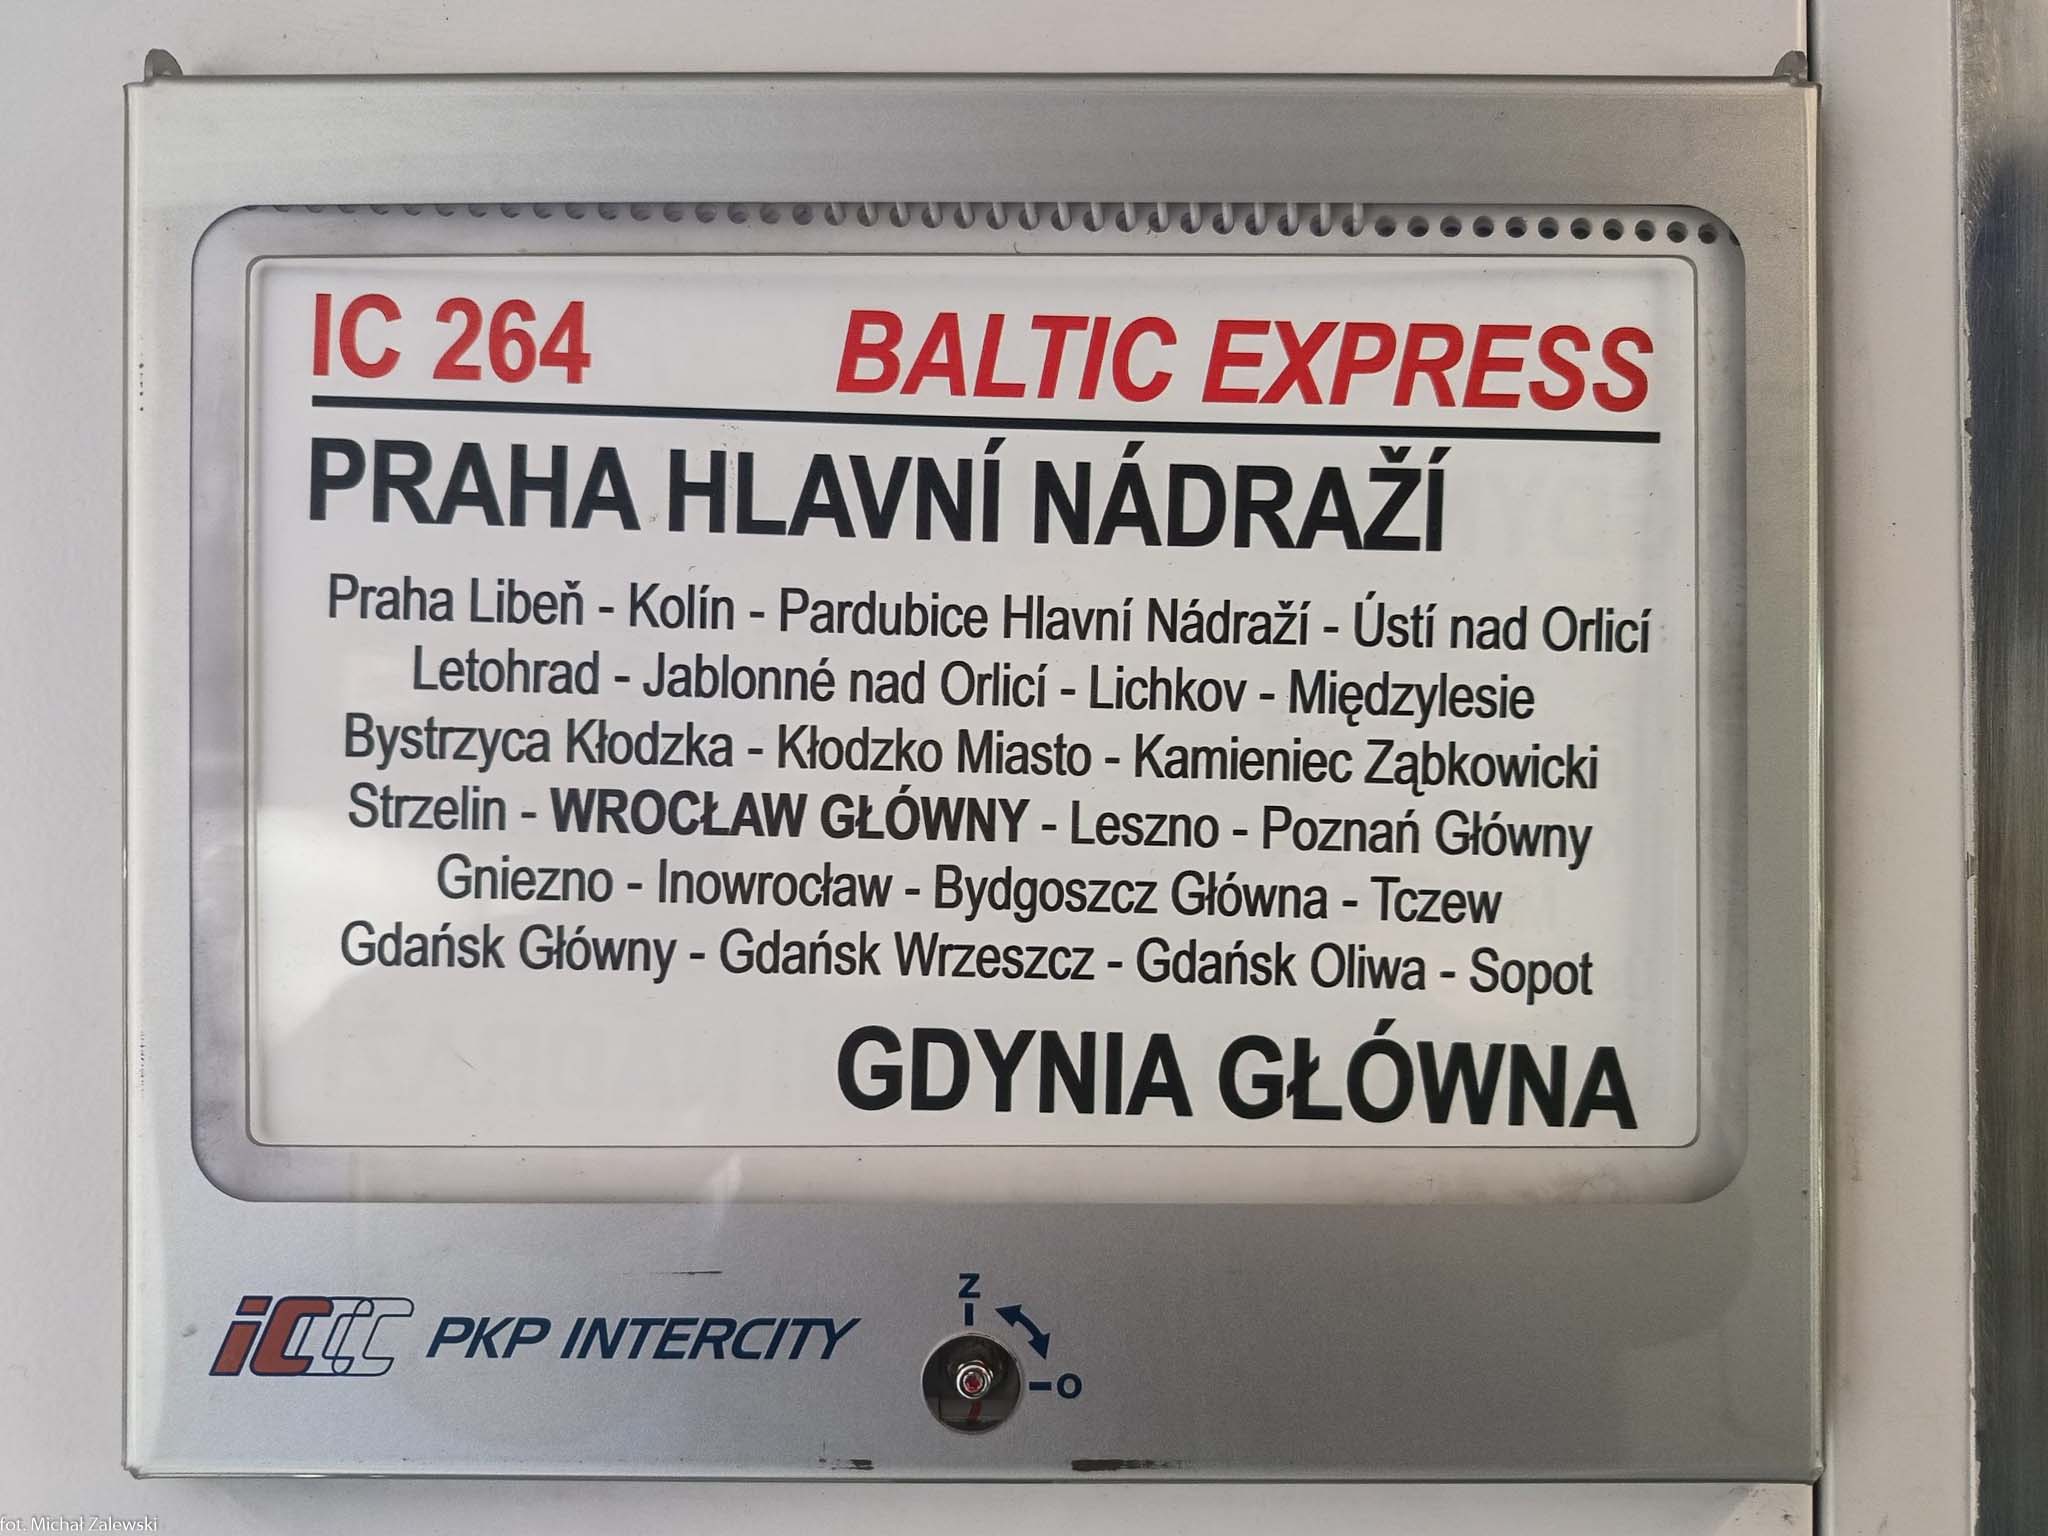 IC 264 BALTIC EXPRESS
PRAHA HLAVNÍ NÁDRAŽÍ
Praha Libeň - Kolín - Pardubice Hlavní Nádraží - Ústí nad Orlicí
Letohrad - Jablonné nad Orlicí - Lichkov - Międzylesie
Bystrzyca Kłodzka - Kłodzko Miasto - Kamieniec Ząbkowicki
Strzelin - WROCŁAW GŁÓWNY - Leszno - Poznań Główny
Gniezno - Inowrocław - Bydgoszcz Główna - Tczew
Gdańsk Główny - Gdańsk Wrzeszcz - Gdańsk Oliwa - Sopot
GDYNIA GŁÓWNA
Z
iC PKP INTERCITY
O
fot. Michał Zalewski